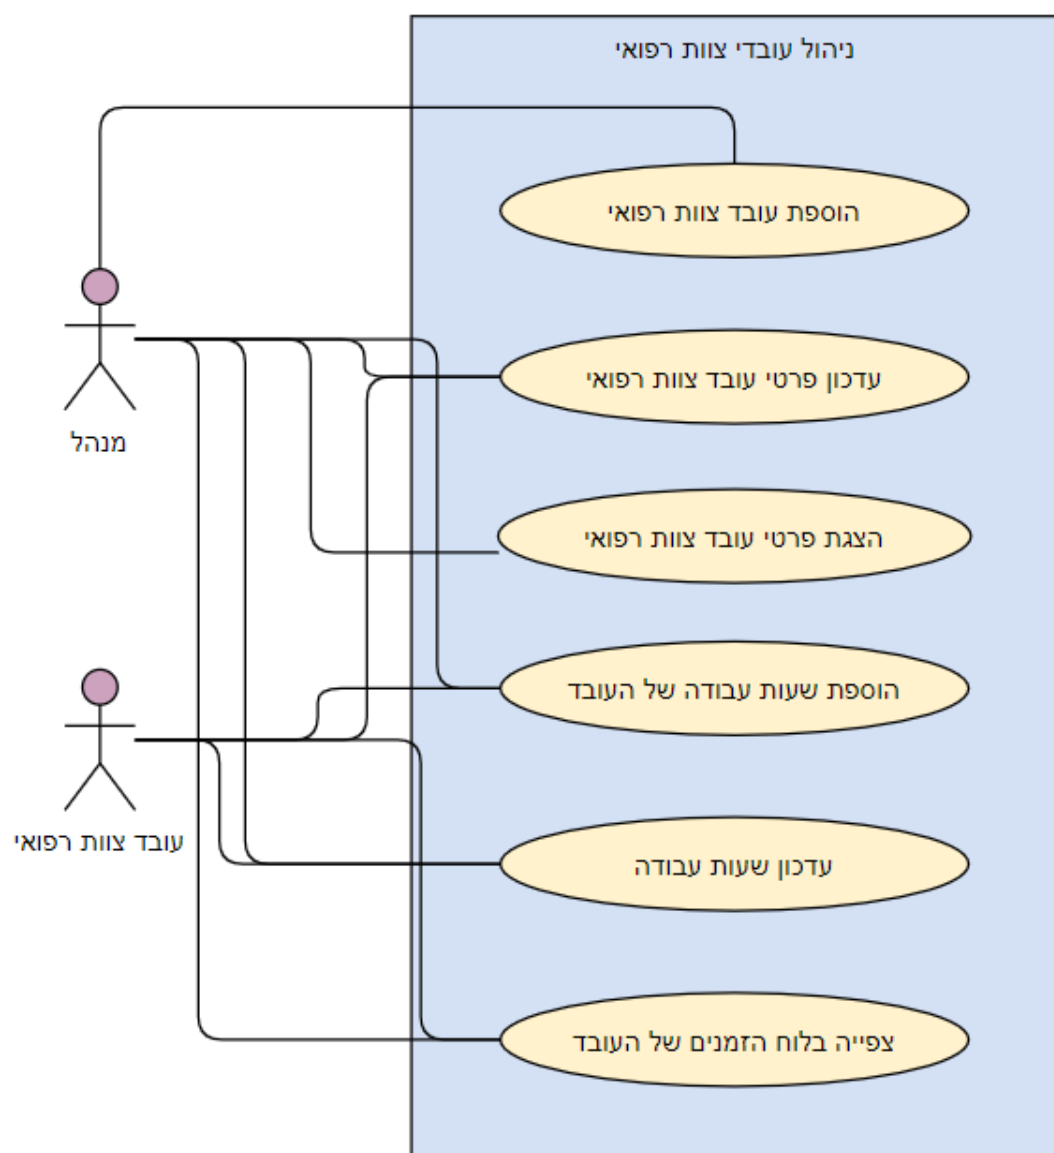 ניהול עובדי צוות רפואי
הוספת עובד צוות רפואי
עדכון פרטי עובד צוות רפואי
מנהל
הצגת פרטי עובד צוות רפואי
הוספת שעות עבודה של העובד
עובד צוות רפואי
עדכון שעות עבודה
צפייה בלוח הזמנים של העובד